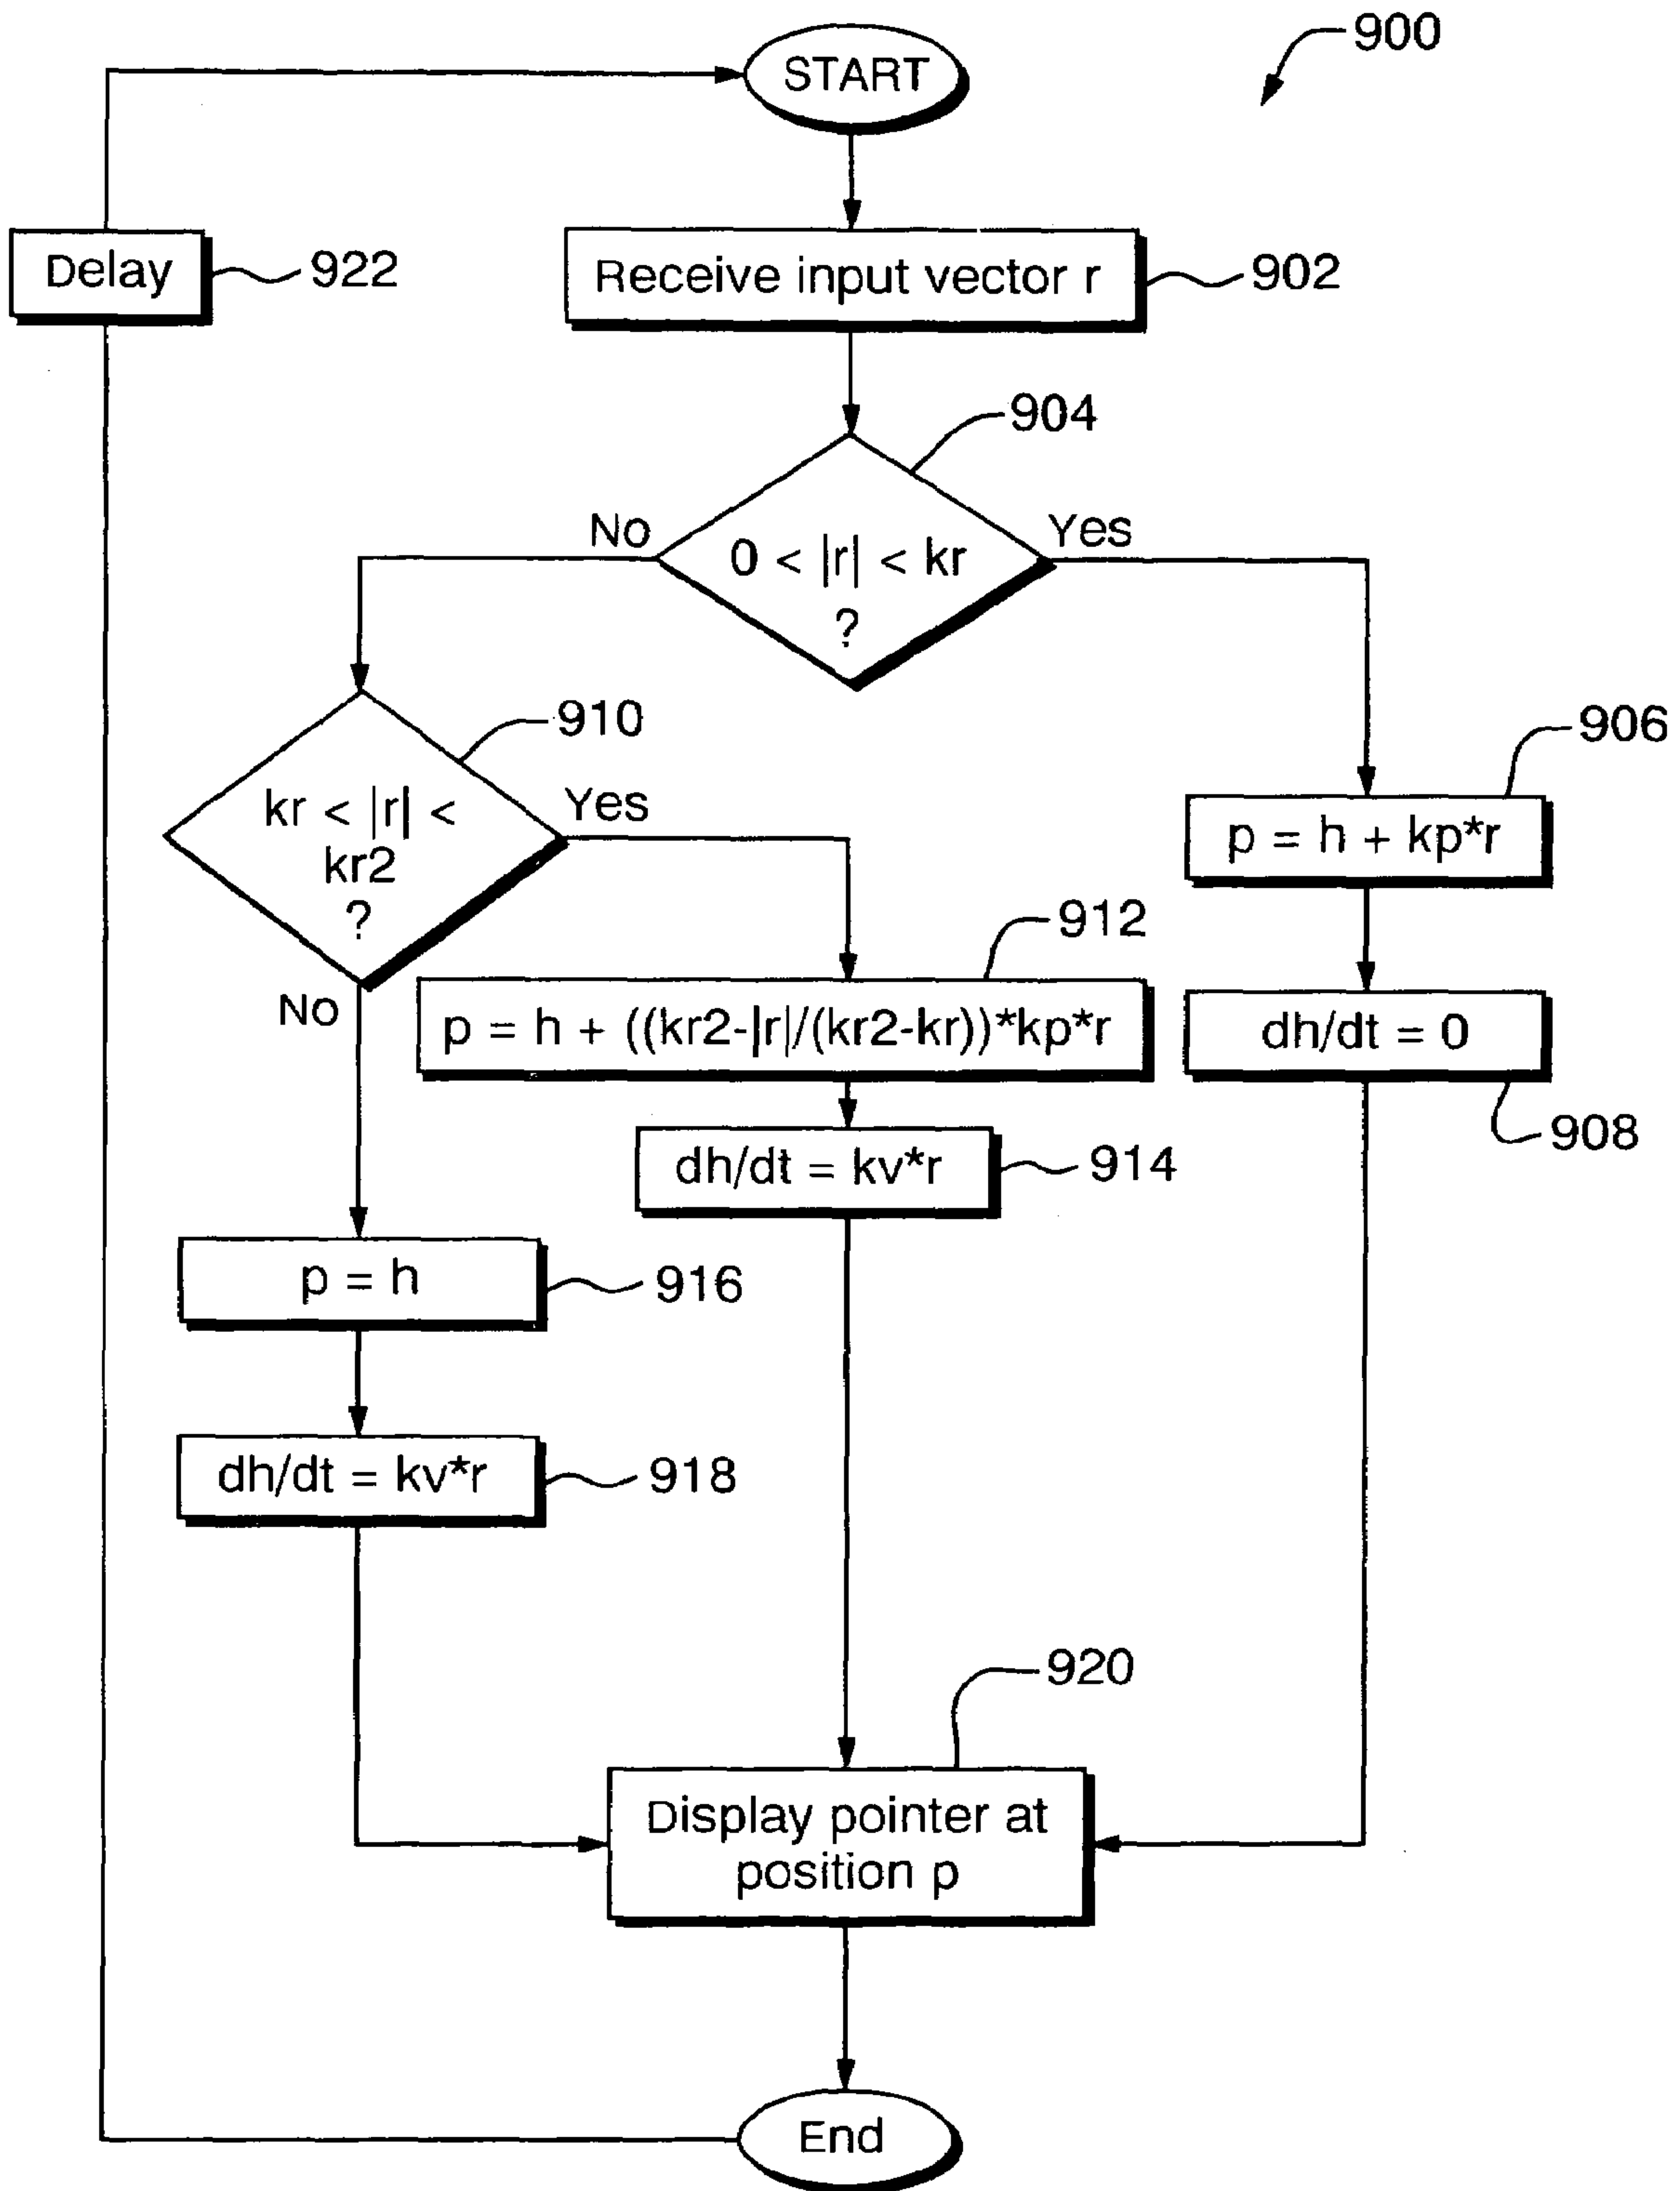 900
START
Delay
922
Receive input vector r
902
904
No
Yes
0 < |r| < kr
?
910
906
kr < |r| <
kr2
?
Yes
No
p = h + kp*r
912
p = h + ((kr2-|r|/(kr2-kr))*kp*r
dh/dt = 0
908
dh/dt = kv*r
914
p = h
916
dh/dt = kv*r
918
920
Display pointer at
position p
End